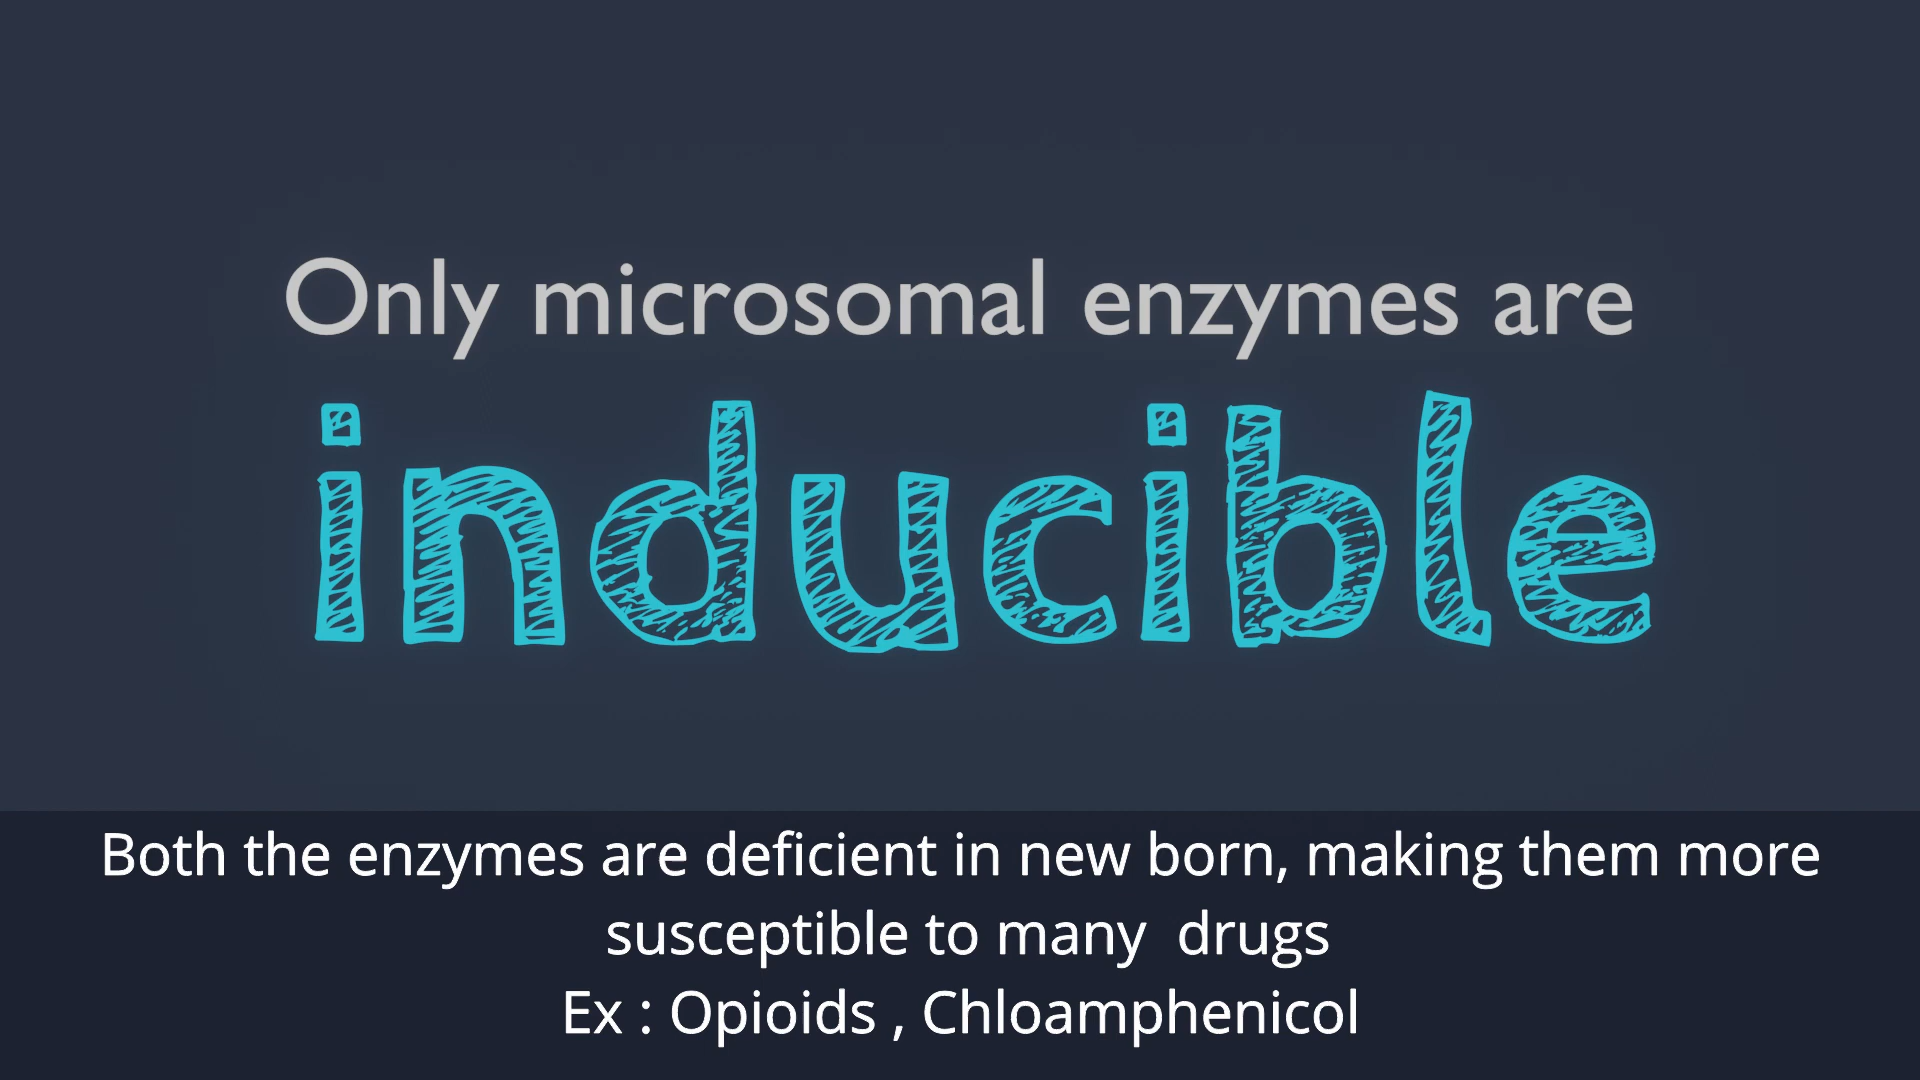 Only microsomal enzymes are
inducible
Both the enzymes are deficient in new born, making them more
susceptible to many  drugs
Ex : Opioids , Chloamphenicol